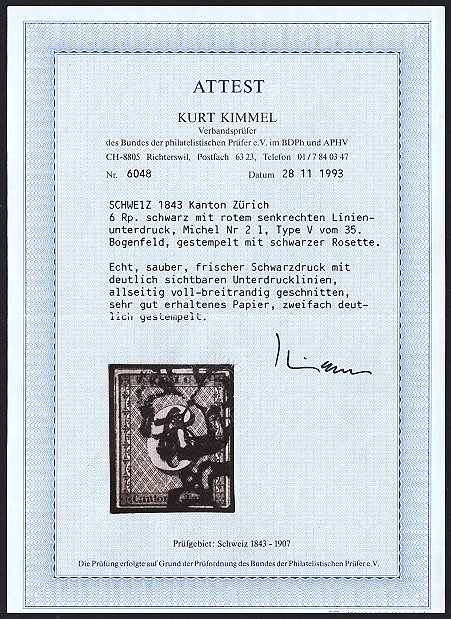 ATTEST
KURT KIMMEL
Verbandsprüfer
des Bundes der philatelistischen Prüfer e.V. im BDPh und APHV
CH-8805 Richterswil, Postfach 63 23, Telefon 01/7 84 03 47
Nr. 6048 Datum 28 11 1993
SCHWEIZ 1843 Kanton Zürich
6 Rp. schwarz mit rotem senkrechten Linien-
unterdruck, Michel Nr 2 l, Type V vom 35.
Bogenfeld, gestempelt mit schwarzer Rosette.
Echt, sauber, frischer Schwarzdruck mit
deutlich sichtbaren Unterdrucklinien,
allseitig voll-breitrandig geschnitten,
sehr gut erhaltenes Papier, zweifach deut-
lich gestempelt.
Canton
Prüfgebiet: Schweiz 1843 - 1907
Die Prüfung erfolgte auf Grund der Prüfordnung des Bundes der Philatelistischen Prüfer e.V.